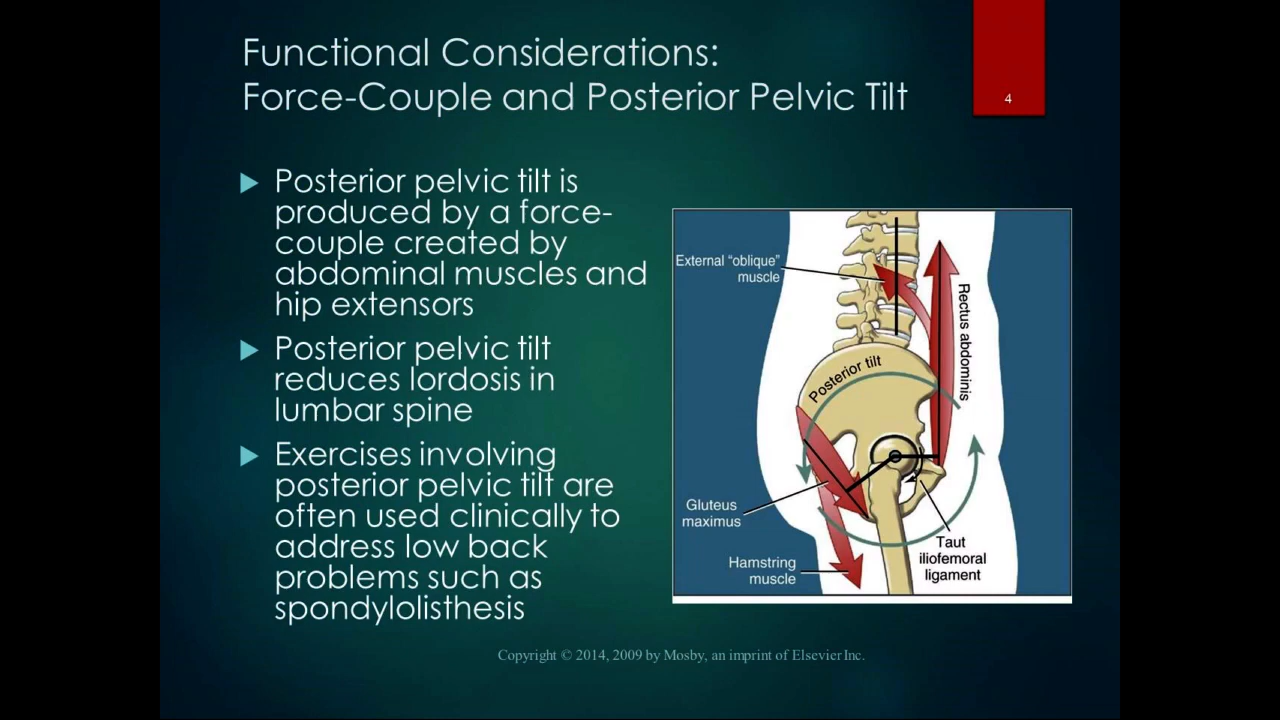 Functional Considerations:
Force-Couple and Posterior Pelvic Tilt
4
Posterior pelvic tilt is
produced by a force-
couple created by
abdominal muscles and
hip extensors
Posterior pelvic tilt
reduces lordosis in
lumbar spine
Exercises involving
posterior pelvic tilt are
often used clinically to
address low back
problems such as
spondylolisthesis
External “oblique”
muscle
Rectus abdominis
Posterior tilt
Gluteus
maximus
Hamstring
muscle
Taut
iliofemoral
ligament
Copyright © 2014, 2009 by Mosby, an imprint of Elsevier Inc.